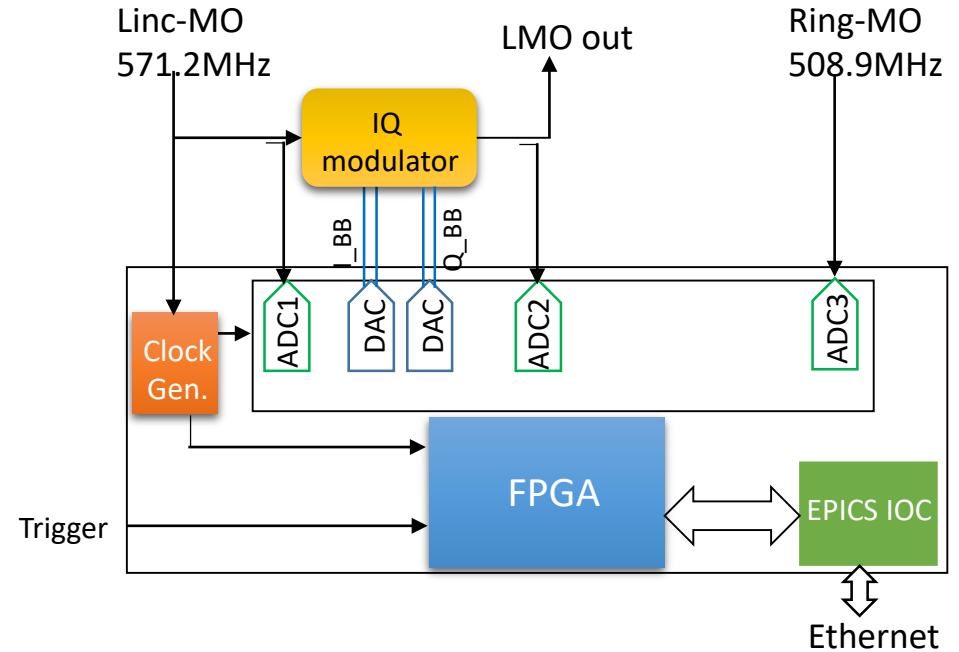 Linc-MO
571.2MHz
LMO out
Ring-MO
508.9MHz
IQ
modulator
I_BB
Q_BB
ADC1
DAC
DAC
ADC2
ADC3
Clock
Gen.
FPGA
EPICS IOC
Trigger
Ethernet